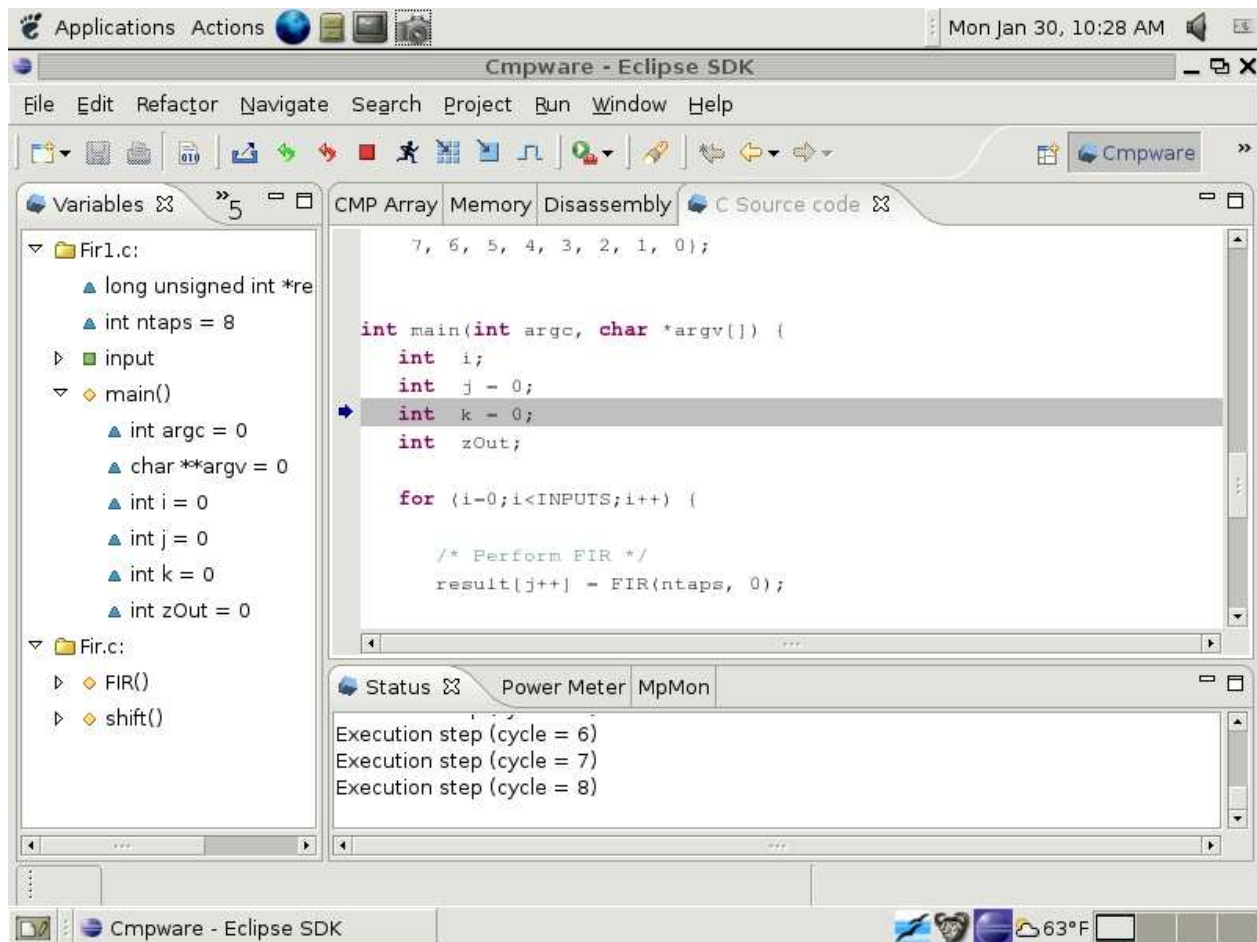 Applications Actions
Mon Jan 30, 10:28 AM
Cmpware - Eclipse SDK
File Edit Refactor Navigate Search Project Run Window Help
010
Cmpware »
Variables »5
Fir1.c:
long unsigned int *re
int ntaps = 8
input
main()
int argc = 0
char **argv = 0
int i = 0
int j = 0
int k = 0
int zOut = 0
Fir.c:
FIR()
shift()
CMP Array Memory Disassembly C Source code
7, 6, 5, 4, 3, 2, 1, 0};
int main(int argc, char *argv[]) {
int i;
int j = 0;
int k = 0;
int zOut;
for (i=0;i<INPUTS;i++) {
/* Perform FIR */
result[j++] = FIR(ntaps, 0);
Status Power Meter MpMon
Execution step (cycle = 6)
Execution step (cycle = 7)
Execution step (cycle = 8)
Cmpware - Eclipse SDK
63°F